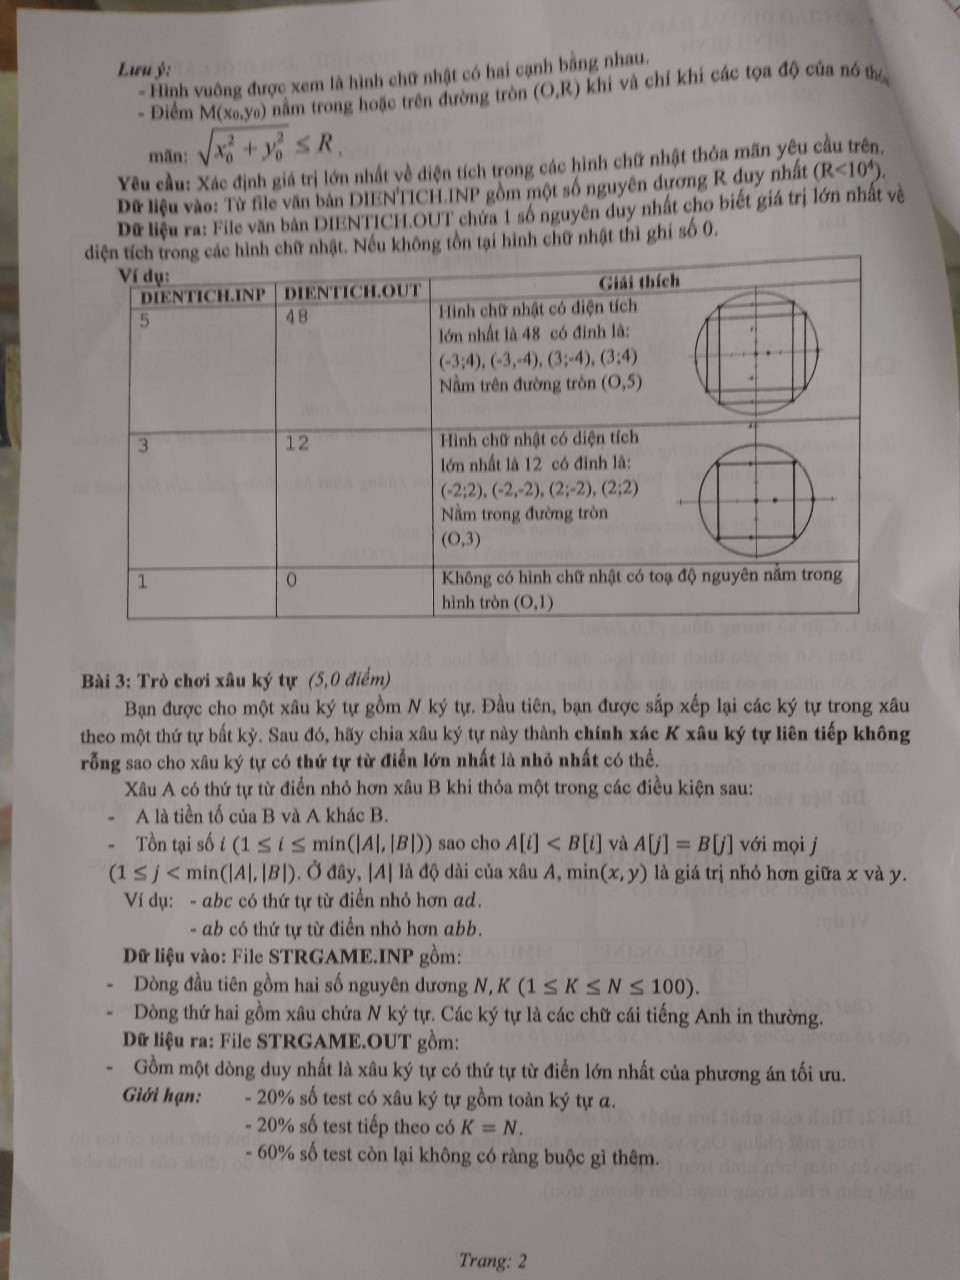 Lưu ý:
- Hình vuông được xem là hình chữ nhật có hai cạnh bằng nhau.
- Điểm M(x₀,y₀) nằm trong hoặc trên đường tròn (O,R) khi và chỉ khi các tọa độ của nó thỏa
mãn: √(x₀² + y₀²) ≤ R.
Yêu cầu: Xác định giá trị lớn nhất về diện tích trong các hình chữ nhật thỏa mãn yêu cầu trên.
Dữ liệu vào: Từ file văn bản DIENTICH.INP gồm một số nguyên dương R duy nhất (R<10⁴).
Dữ liệu ra: File văn bản DIENTICH.OUT chứa 1 số nguyên duy nhất cho biết giá trị lớn nhất về
diện tích trong các hình chữ nhật. Nếu không tồn tại hình chữ nhật thì ghi số 0.
Ví dụ:
DIENTICH.INP DIENTICH.OUT Giải thích
5 48 Hình chữ nhật có diện tích
lớn nhất là 48 có đỉnh là:
(-3;4), (-3,-4), (3;-4), (3;4)
Nằm trên đường tròn (O,5)
3 12 Hình chữ nhật có diện tích
lớn nhất là 12 có đỉnh là:
(-2;2), (-2,-2), (2;-2), (2;2)
Nằm trong đường tròn
(O,3)
1 0 Không có hình chữ nhật có toạ độ nguyên nằm trong
hình tròn (O,1)
Bài 3: Trò chơi xâu ký tự (5,0 điểm)
Bạn được cho một xâu ký tự gồm N ký tự. Đầu tiên, bạn được sắp xếp lại các ký tự trong xâu
theo một thứ tự bất kỳ. Sau đó, hãy chia xâu ký tự này thành chính xác K xâu ký tự liên tiếp không
rỗng sao cho xâu ký tự có thứ tự từ điển lớn nhất là nhỏ nhất có thể.
Xâu A có thứ tự từ điển nhỏ hơn xâu B khi thỏa một trong các điều kiện sau:
- A là tiền tố của B và A khác B.
- Tồn tại số i (1 ≤ i ≤ min(|A|, |B|)) sao cho A[i] < B[i] và A[j] = B[j] với mọi j
(1 ≤ j < min(|A|, |B|). Ở đây, |A| là độ dài của xâu A, min(x, y) là giá trị nhỏ hơn giữa x và y.
Ví dụ: - abc có thứ tự từ điển nhỏ hơn ad.
- ab có thứ tự từ điển nhỏ hơn abb.
Dữ liệu vào: File STRGAME.INP gồm:
- Dòng đầu tiên gồm hai số nguyên dương N, K (1 ≤ K ≤ N ≤ 100).
- Dòng thứ hai gồm xâu chứa N ký tự. Các ký tự là các chữ cái tiếng Anh in thường.
Dữ liệu ra: File STRGAME.OUT gồm:
- Gồm một dòng duy nhất là xâu ký tự có thứ tự từ điển lớn nhất của phương án tối ưu.
Giới hạn: - 20% số test có xâu ký tự gồm toàn ký tự a.
- 20% số test tiếp theo có K = N.
- 60% số test còn lại không có ràng buộc gì thêm.
Trang: 2